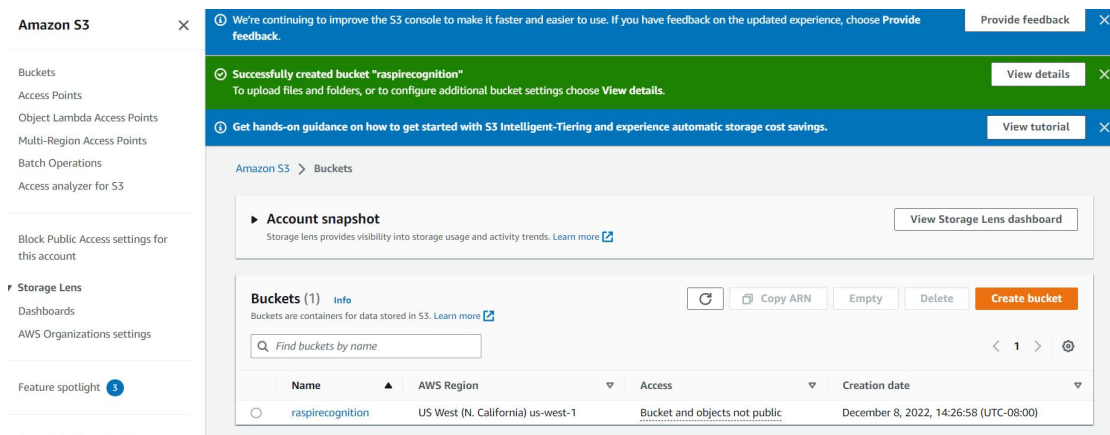 Amazon S3
Buckets
Access Points
Object Lambda Access Points
Multi-Region Access Points
Batch Operations
Access analyzer for S3
Block Public Access settings for
this account
Storage Lens
Dashboards
AWS Organizations settings
Feature spotlight 3
We're continuing to improve the S3 console to make it faster and easier to use. If you have feedback on the updated experience, choose Provide
feedback.
Provide feedback
Successfully created bucket "raspirecognition"
To upload files and folders, or to configure additional bucket settings choose View details.
View details
Get hands-on guidance on how to get started with S3 Intelligent-Tiering and experience automatic storage cost savings.
View tutorial
Amazon S3 > Buckets
Account snapshot
Storage lens provides visibility into storage usage and activity trends. Learn more
View Storage Lens dashboard
Buckets (1) Info
Buckets are containers for data stored in S3. Learn more
Copy ARN Empty Delete Create bucket
Find buckets by name
< 1 >
Name AWS Region Access Creation date
raspirecognition US West (N. California) us-west-1 Bucket and objects not public December 8, 2022, 14:26:58 (UTC-08:00)